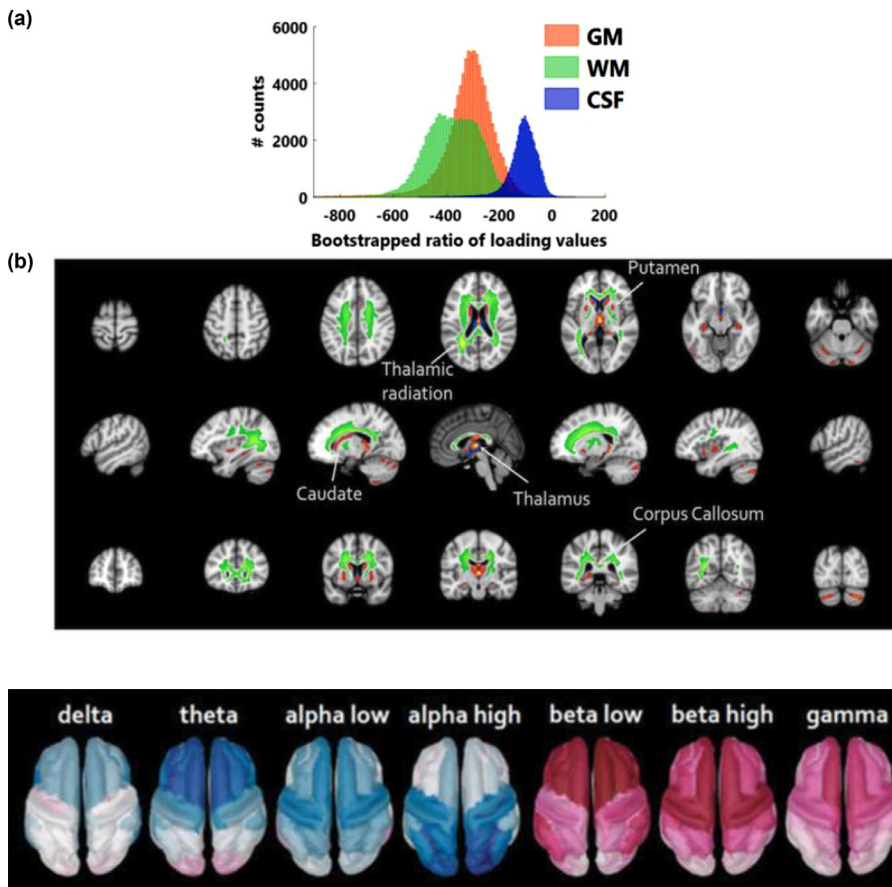 (a)
6000
4000
2000
0
# counts
GM
WM
CSF
-800 -600 -400 -200 0 200
Bootstrapped ratio of loading values
(b)
Putamen
Thalamic
radiation
Caudate
Thalamus
Corpus Callosum
delta theta alpha low alpha high beta low beta high gamma